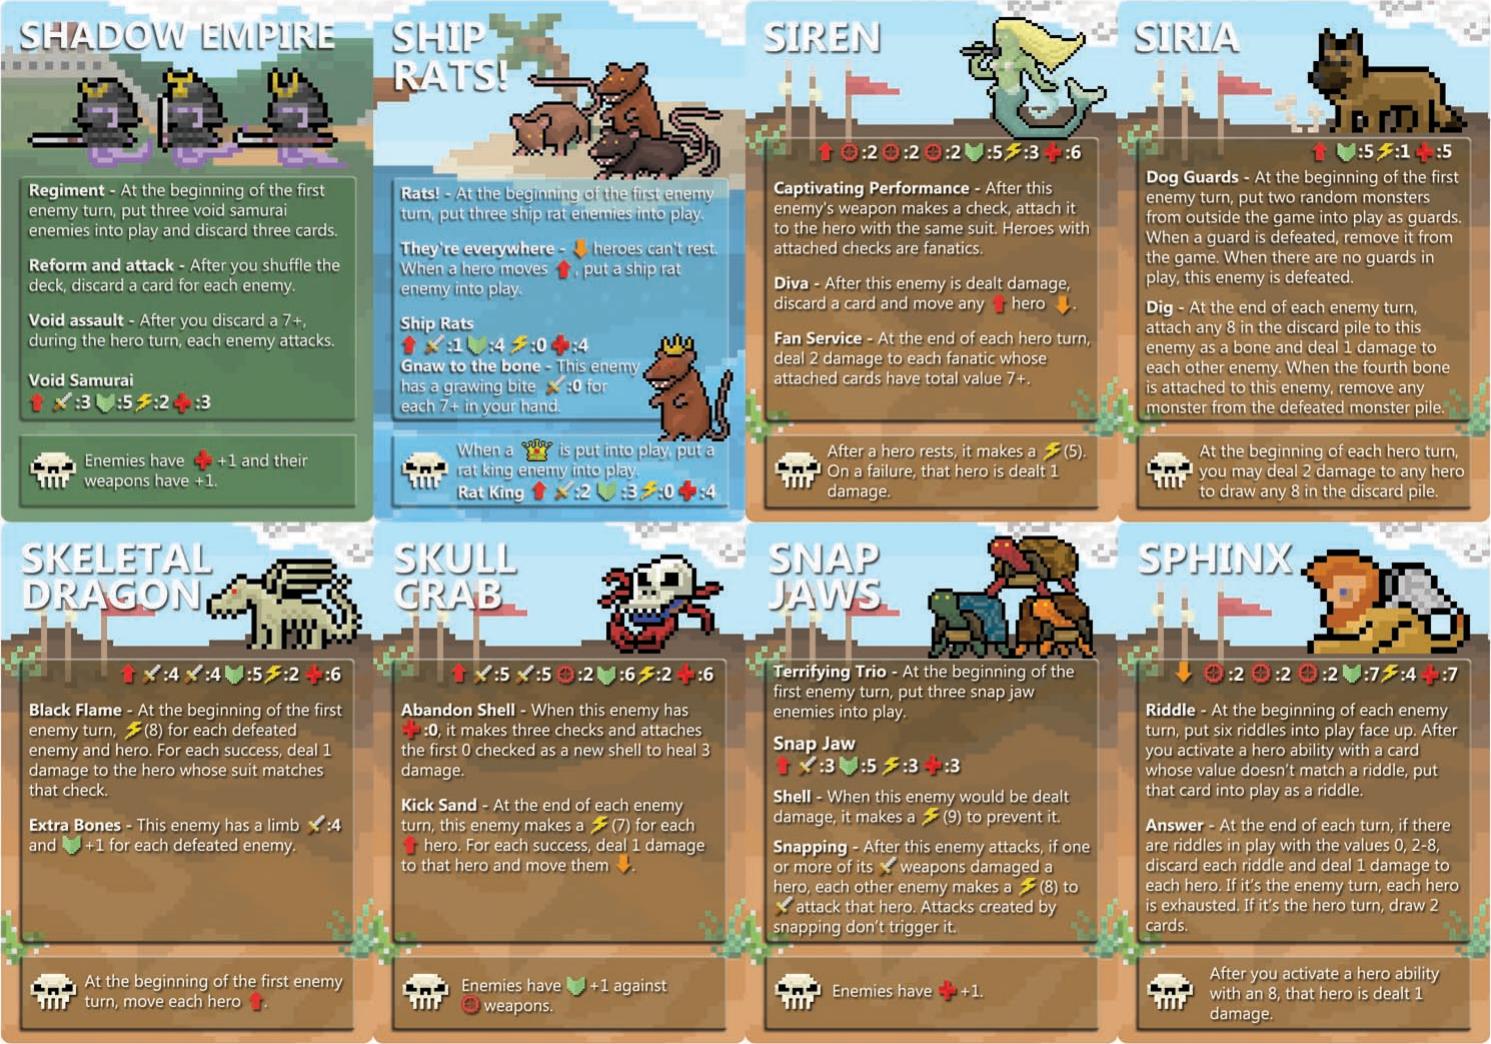 SHADOW EMPIRE
Regiment - At the beginning of the first
enemy turn, put three void samurai
enemies into play and discard three cards.
Reform and attack - After you shuffle the
deck, discard a card for each enemy.
Void assault - After you discard a 7+,
during the hero turn, each enemy attacks.
Void Samurai
:3 :5 :2 :3
Enemies have +1 and their
weapons have +1.
SHIP
RATS!
Rats! - At the beginning of the first enemy
turn, put three ship rat enemies into play.
They're everywhere - heroes can't rest.
When a hero moves , put a ship rat
enemy into play.
Ship Rats
:1 :4 :0 :4
Gnaw to the bone - This enemy
has a grawing bite :0 for
each 7+ in your hand.
When a is put into play, put a
rat king enemy into play.
Rat King :2 :3 :0 :4
SIREN
:2 :2 :2 :5 :3 :6
Captivating Performance - After this
enemy's weapon makes a check, attach it
to the hero with the same suit. Heroes with
attached checks are fanatics.
Diva - After this enemy is dealt damage,
discard a card and move any hero .
Fan Service - At the end of each hero turn,
deal 2 damage to each fanatic whose
attached cards have total value 7+.
After a hero rests, it makes a (5).
On a failure, that hero is dealt 1
damage.
SIRIA
:5 :1 :5
Dog Guards - At the beginning of the first
enemy turn, put two random monsters
from outside the game into play as guards.
When a guard is defeated, remove it from
the game. When there are no guards in
play, this enemy is defeated.
Dig - At the end of each enemy turn,
attach any 8 in the discard pile to this
enemy as a bone and deal 1 damage to
each other enemy. When the fourth bone
is attached to this enemy, remove any
monster from the defeated monster pile.
At the beginning of each hero turn,
you may deal 2 damage to any hero
to draw any 8 in the discard pile.
SKELETAL
DRAGON
:4 :4 :5 :2 :6
Black Flame - At the beginning of the first
enemy turn, (8) for each defeated
enemy and hero. For each success, deal 1
damage to the hero whose suit matches
that check.
Extra Bones - This enemy has a limb :4
and +1 for each defeated enemy.
At the beginning of the first enemy
turn, move each hero .
SKULL
CRAB
:5 :5 :2 :6 :2 :6
Abandon Shell - When this enemy has
:0, it makes three checks and attaches
the first 0 checked as a new shell to heal 3
damage.
Kick Sand - At the end of each enemy
turn, this enemy makes a (7) for each
hero. For each success, deal 1 damage
to that hero and move them .
Enemies have +1 against
weapons.
SNAP
JAWS
Terrifying Trio - At the beginning of the
first enemy turn, put three snap jaw
enemies into play.
Snap Jaw
:3 :5 :3 :3
Shell - When this enemy would be dealt
damage, it makes a (9) to prevent it.
Snapping - After this enemy attacks, if one
or more of its weapons damaged a
hero, each other enemy makes a (8) to
attack that hero. Attacks created by
snapping don't trigger it.
Enemies have +1.
SPHINX
:2 :2 :2 :7 :4 :7
Riddle - At the beginning of each enemy
turn, put six riddles into play face up. After
you activate a hero ability with a card
whose value doesn't match a riddle, put
that card into play as a riddle.
Answer - At the end of each turn, if there
are riddles in play with the values 0, 2-8,
discard each riddle and deal 1 damage to
each hero. If it's the enemy turn, each hero
is exhausted. If it's the hero turn, draw 2
cards.
After you activate a hero ability
with an 8, that hero is dealt 1
damage.